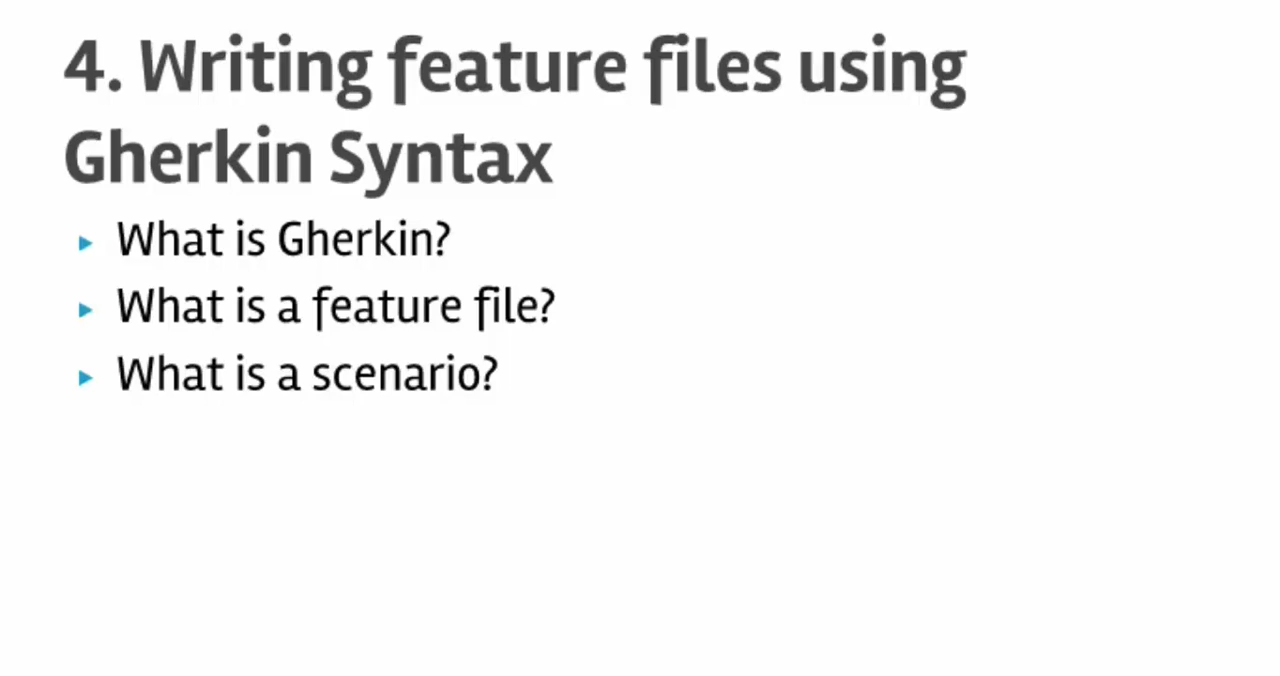 4. Writing feature files using
Gherkin Syntax
What is Gherkin?
What is a feature file?
What is a scenario?